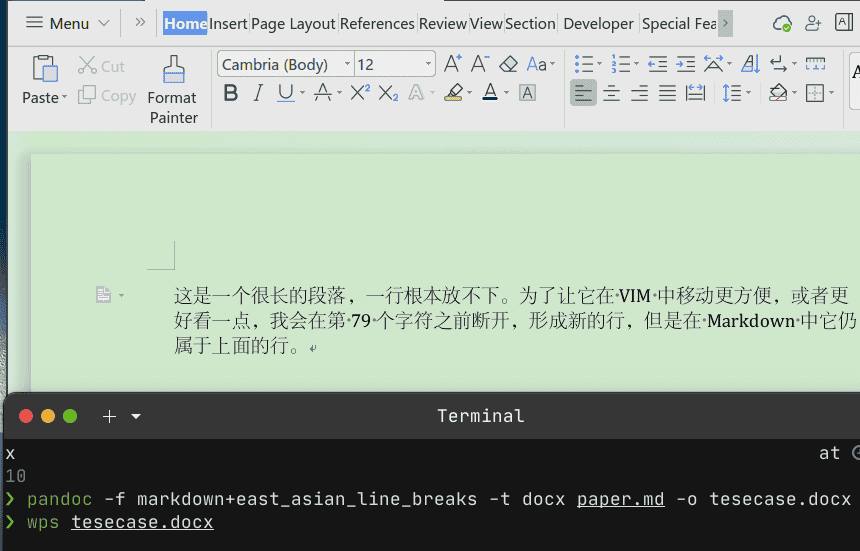 Menu Home Insert Page Layout References Review View Section Developer Special Fea
Cut
Cambria (Body) 12
Paste Copy Format
Painter
这是一个很长的段落，一行根本放不下。为了让它在 VIM 中移动更方便，或者更
好看一点，我会在第 79 个字符之前断开，形成新的行，但是在 Markdown 中它仍
属于上面的行。
Terminal
x at
10
❯ pandoc -f markdown+east_asian_line_breaks -t docx paper.md -o tesecase.docx
❯ wps tesecase.docx